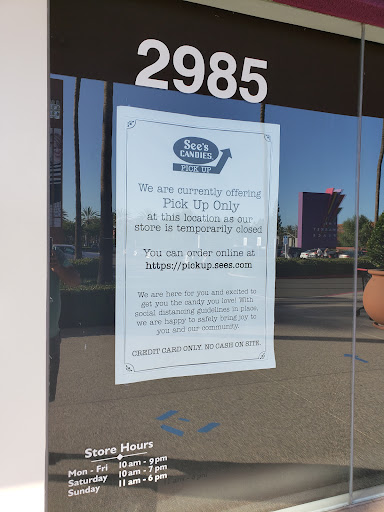 2985
See's
CANDIES®
PICK UP
We are currently offering
Pick Up Only
at this location as our
store is temporarily closed
You can order online at
https://pickup.sees.com
We are here for you and excited to
get you the candy you love! With
social distancing guidelines in place,
we are happy to safely bring joy to
you and our community.
CREDIT CARD ONLY. NO CASH ON SITE.
Store Hours
Mon - Fri 10 am - 9 pm
Saturday 10 am - 7 pm
Sunday 11 am - 6 pm